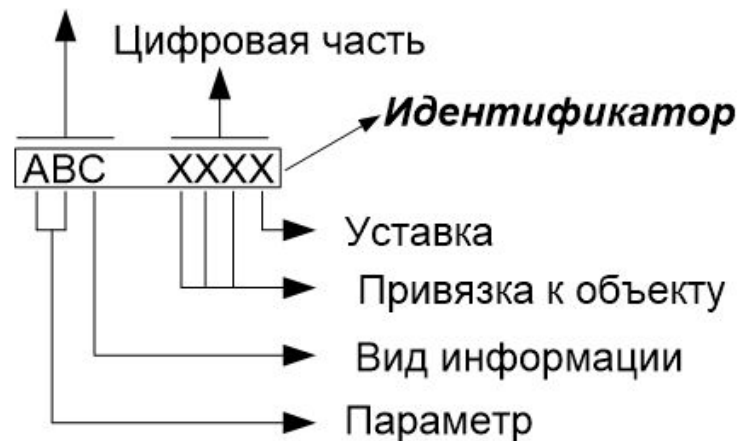 Цифровая часть
Идентификатор
ABC XXXX
Уставка
Привязка к объекту
Вид информации
Параметр